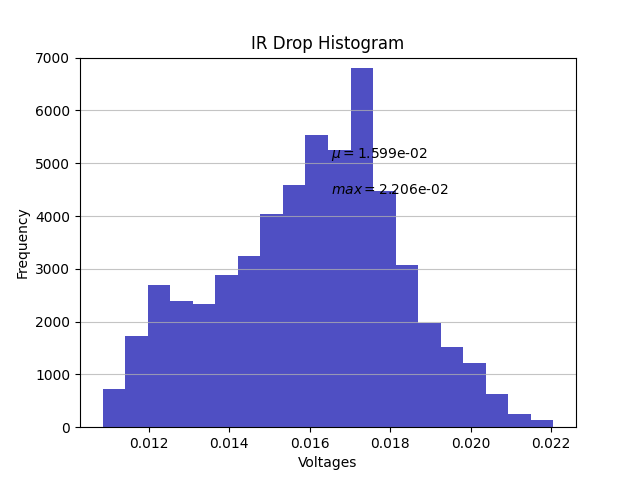 IR Drop Histogram
7000
6000
5000
4000
3000
2000
1000
0
Frequency
μ = 1.599e-02
max = 2.206e-02
0.012 0.014 0.016 0.018 0.020 0.022
Voltages